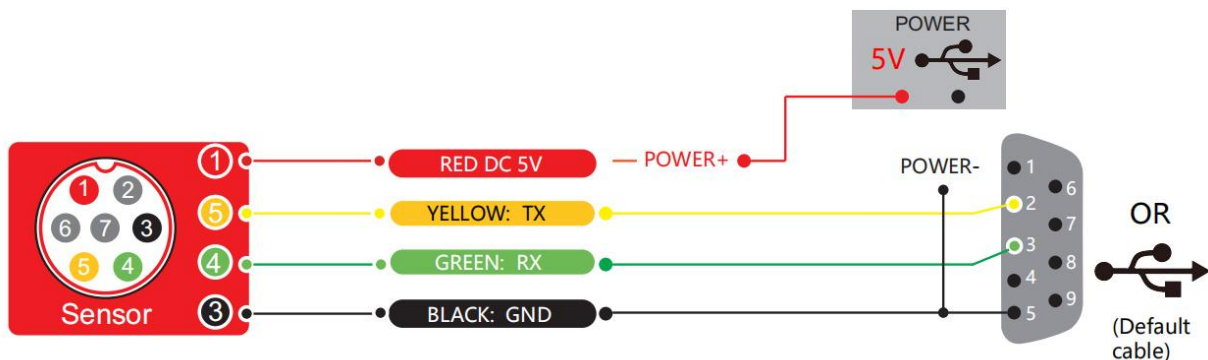 POWER
5V
1
RED DC 5V
POWER+
POWER-
1
6
1 2
5
YELLOW: TX
2
OR
6 7 3
7
4
GREEN: RX
3
8
5 4
4
9
Sensor
3
BLACK: GND
5
(Default
cable)